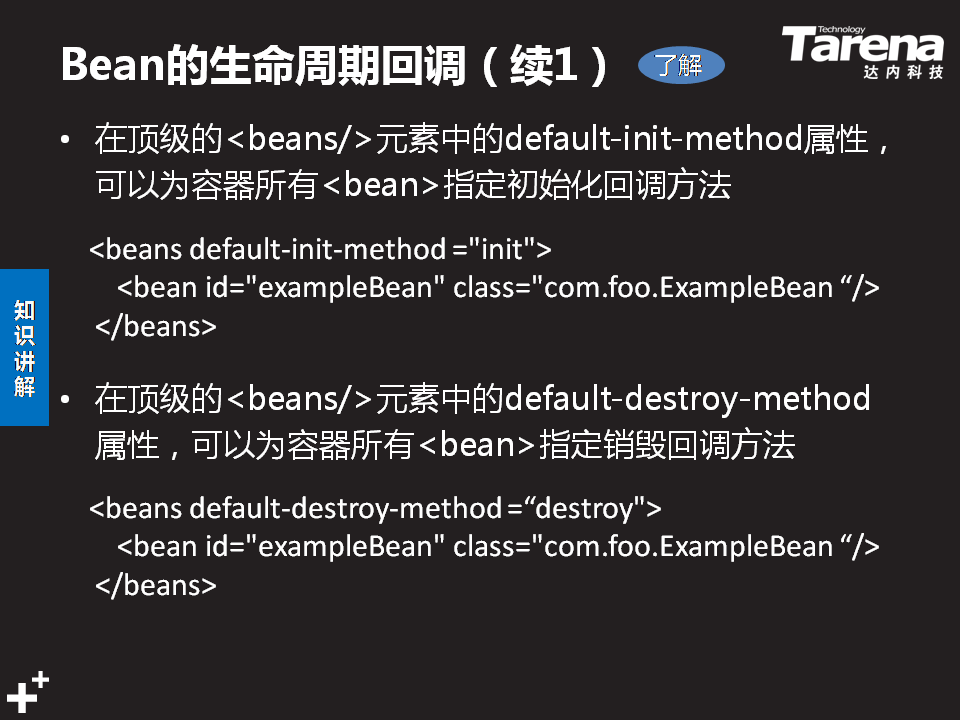 Bean的生命周期回调（续1）
了解
Technology
Tarena
达内科技
• 在顶级的<beans/>元素中的default-init-method属性，
可以为容器所有<bean>指定初始化回调方法
<beans default-init-method ="init">
<bean id="exampleBean" class="com.foo.ExampleBean “/>
</beans>
知识讲解
• 在顶级的<beans/>元素中的default-destroy-method
属性，可以为容器所有<bean>指定销毁回调方法
<beans default-destroy-method =“destroy">
<bean id="exampleBean" class="com.foo.ExampleBean “/>
</beans>